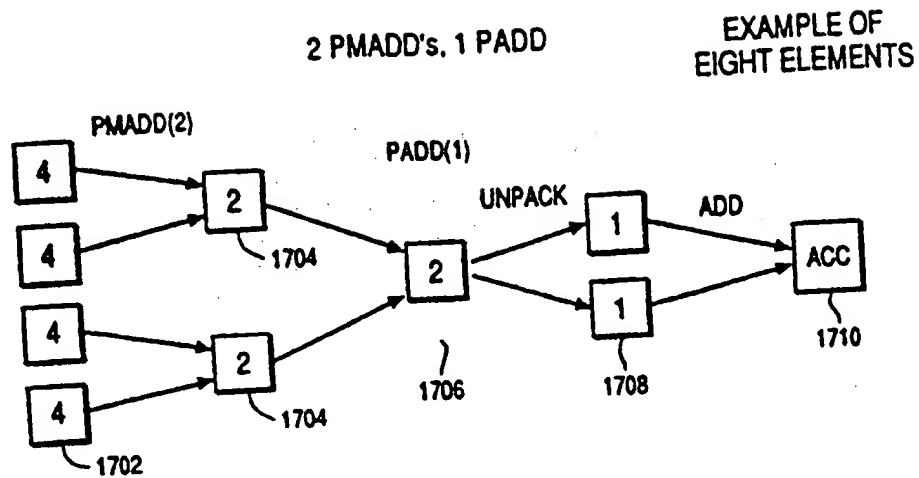 2 PMADD's, 1 PADD
EXAMPLE OF
EIGHT ELEMENTS
PMADD(2)
PADD(1)
UNPACK
ADD
4
4
4
4
2
2
2
1
1
ACC
1704
1704
1702
1706
1708
1710